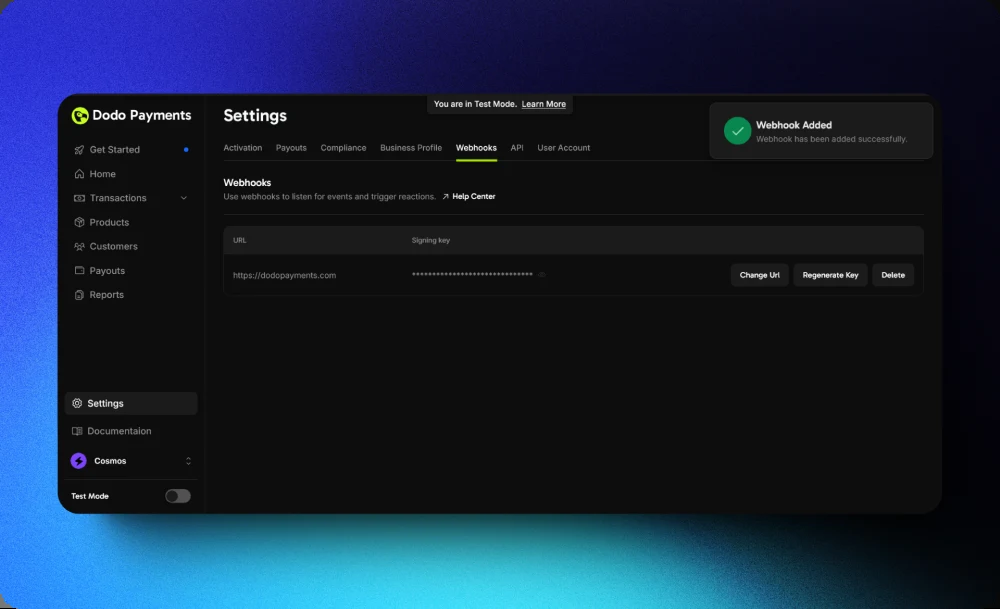 Dodo Payments
Get Started
Home
Transactions
Products
Customers
Payouts
Reports
Settings
Documentaion
Cosmos
Test Mode
You are in Test Mode. Learn More
Settings
Webhook Added
Webhook has been added successfully.
Activation Payouts Compliance Business Profile Webhooks API User Account
Webhooks
Use webhooks to listen for events and trigger reactions. Help Center
URL Signing key
https://dodopayments.com ****************************** Change Url Regenerate Key Delete